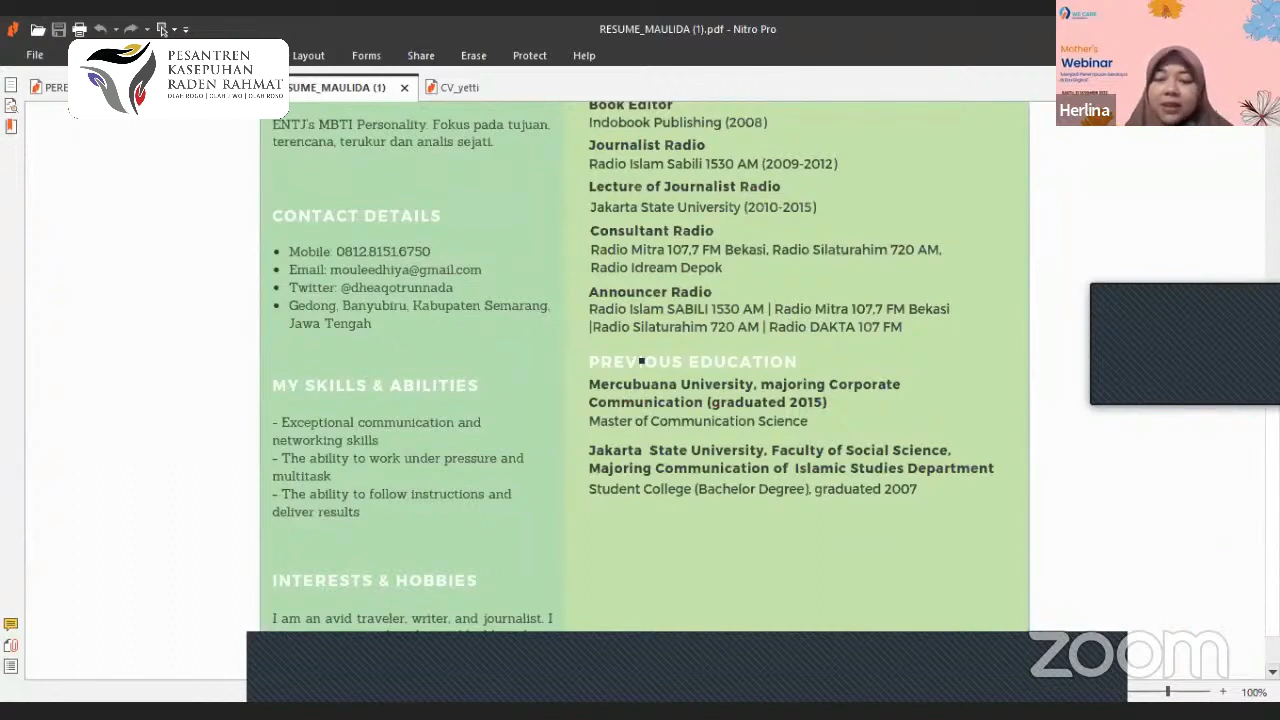 RESUME_MAULIDA (1).pdf - Nitro Pro
File
Layout
Forms
Share
Erase
Protect
Help
PESANTREN
KASEPUHAN
RADEN RAHMAT
OLAH ROSO | OLAH
CV_yetti
ENTJ's MBTI Personality. Fokus pada tujuan,
terencana, terukur dan analis sejati.
CONTACT DETAILS
• Mobile: 0812.8151.6750
• Email: mouleedhiya@gmail.com
• Twitter: @dheaqotrunnada
• Gedong, Banyubiru, Kabupaten Semarang,
Jawa Tengah
MY SKILLS & ABILITIES
- Exceptional communication and
networking skills
- The ability to work under pressure and
multitask
- The ability to follow instructions and
deliver results
INTERESTS & HOBBIES
I am an avid traveler, writer, and journalist. I
Book Editor
Indobook Publishing (2008)
Journalist Radio
Radio Islam Sabili 1530 AM (2009-2012)
Lecture of Journalist Radio
Jakarta State University (2010-2015)
Consultant Radio
Radio Mitra 107,7 FM Bekasi, Radio Silaturahim 720 AM,
Radio Idream Depok
Announcer Radio
Radio Islam SABILI 1530 AM | Radio Mitra 107.7 FM Bekasi
|Radio Silaturahim 720 AM | Radio DAKTA 107 FM
PREVIOUS EDUCATION
Mercubuana University, majoring Corporate
Communication (graduated 2015)
Master of Communication Science
Jakarta State University, Faculty of Social Science,
Majoring Communication of Islamic Studies Department
Student College (Bachelor Degree), graduated 2007
WE CARE
Mother's
Webinar
Herlina
zoom
100%